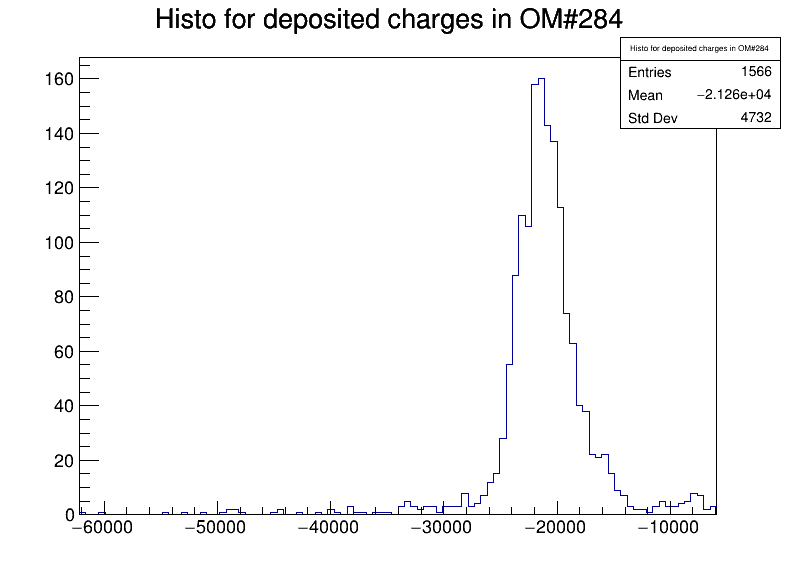 Histo for deposited charges in OM#284
Histo for deposited charges in OM#284
Entries 1566
Mean −2.126e+04
Std Dev 4732
160
140
120
100
80
60
40
20
0
−60000 −50000 −40000 −30000 −20000 −10000